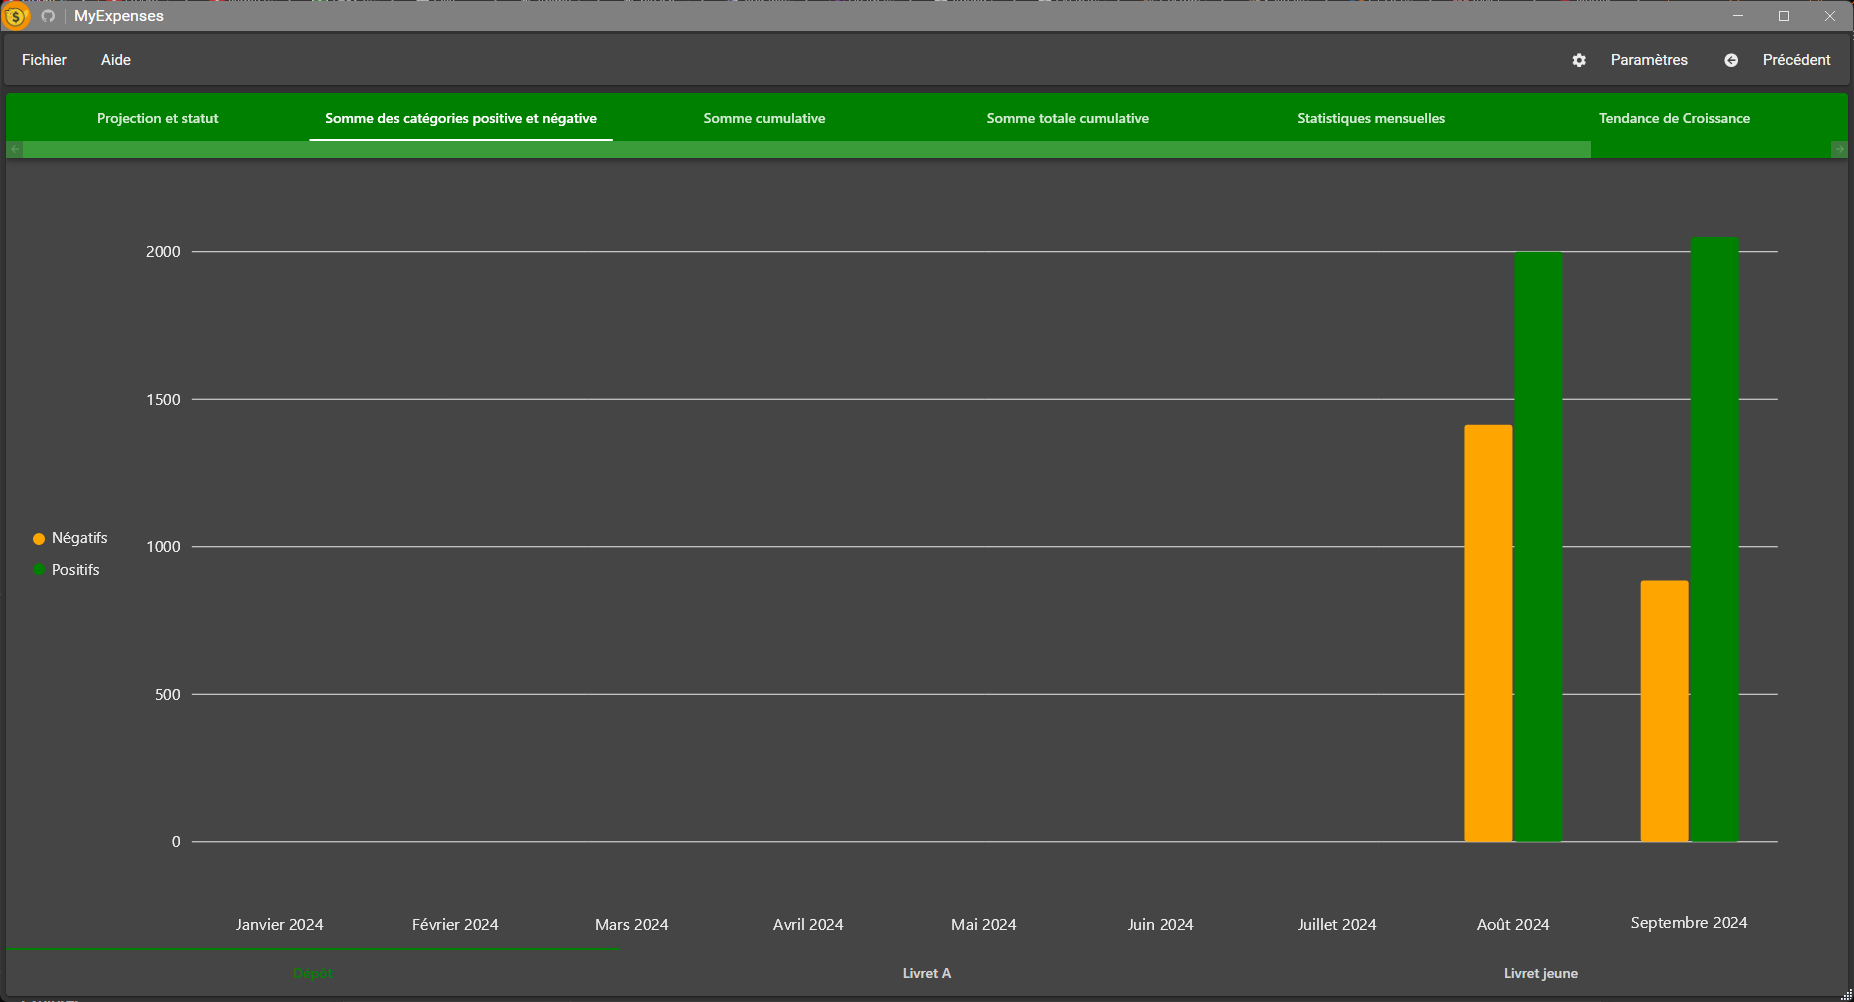 MyExpenses
Fichier Aide Paramètres Précédent
Projection et statut Somme des catégories positive et négative Somme cumulative Somme totale cumulative Statistiques mensuelles Tendance de Croissance
2000
1500
Négatifs
1000
Positifs
500
0
Janvier 2024 Février 2024 Mars 2024 Avril 2024 Mai 2024 Juin 2024 Juillet 2024 Août 2024 Septembre 2024
Dépôt Livret A Livret jeune